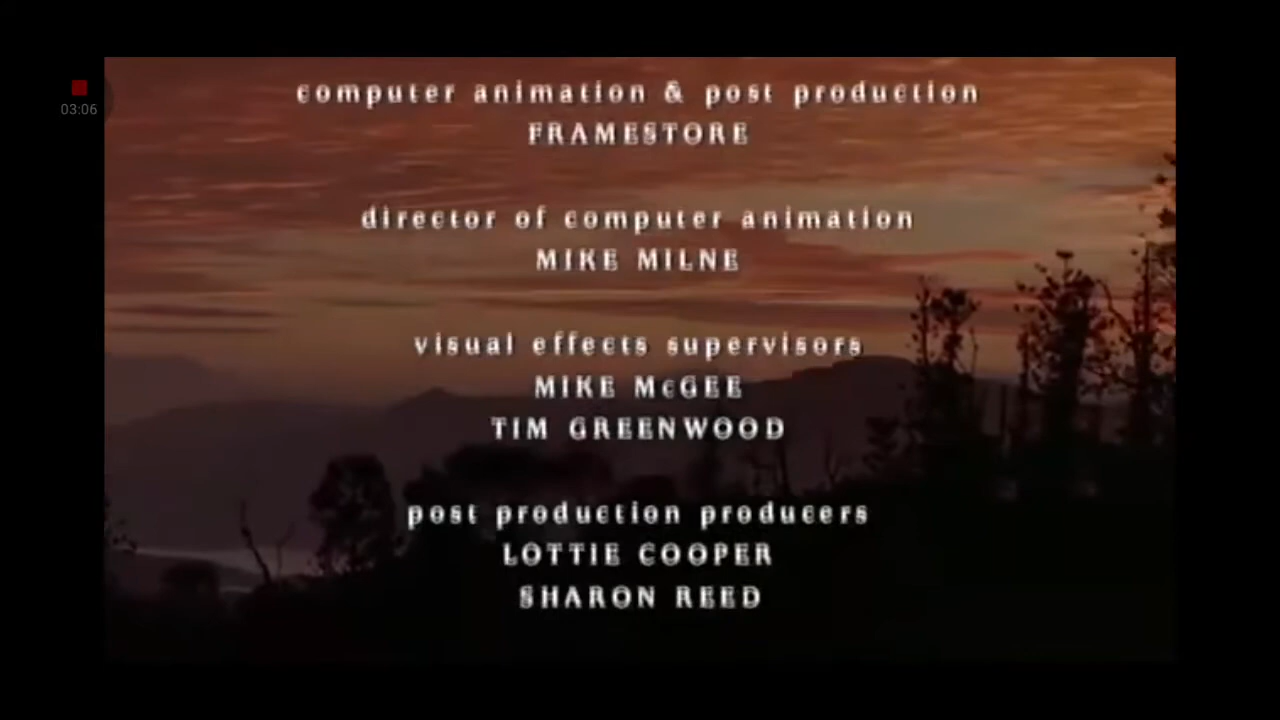 03:06
computer animation & post production
FRAMESTORE
director of computer animation
MIKE MILNE
visual effects supervisors
MIKE McGEE
TIM GREENWOOD
post production producers
LOTTIE COOPER
SHARON REED